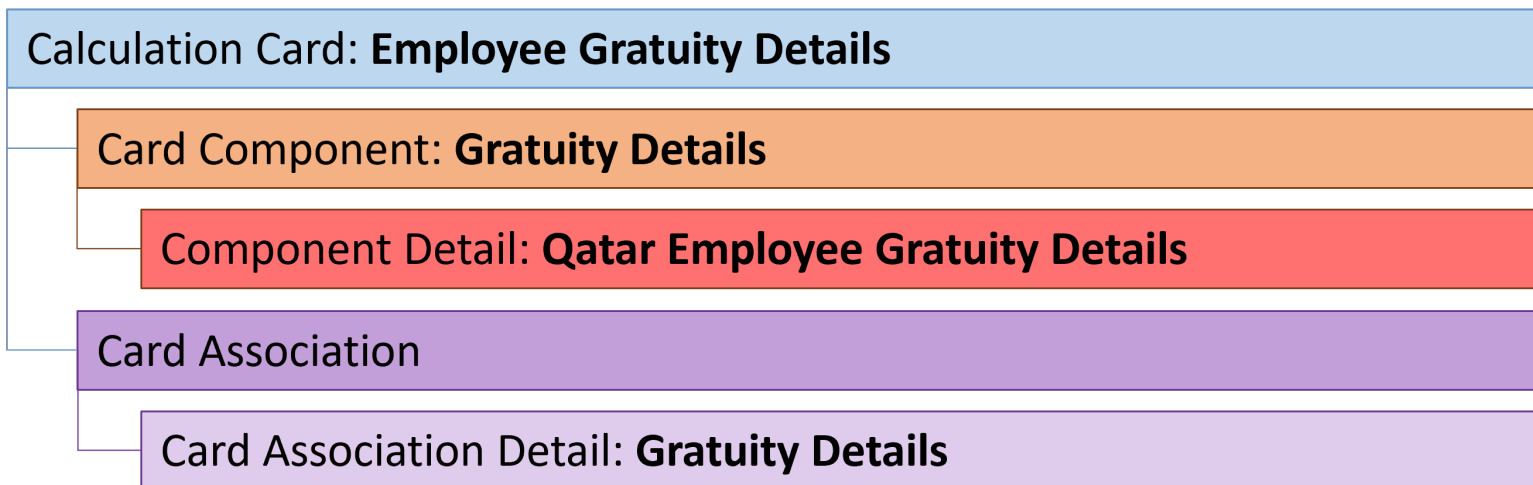 Calculation Card: Employee Gratuity Details
Card Component: Gratuity Details
Component Detail: Qatar Employee Gratuity Details
Card Association
Card Association Detail: Gratuity Details